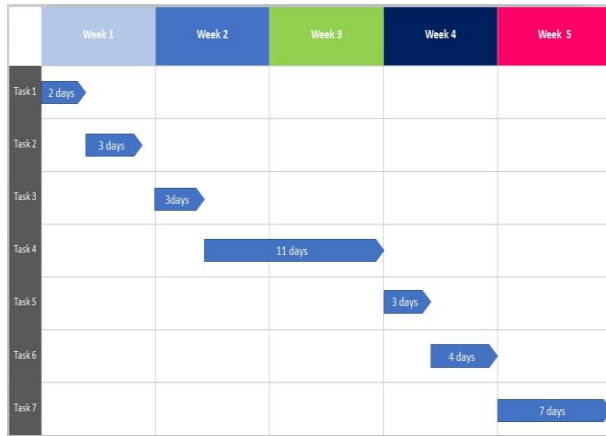 Week 1 Week 2 Week 3 Week 4 Week 5
Task 1 2 days
Task 2 3 days
Task 3 3days
Task 4 11 days
Task 5 3 days
Task 6 4 days
Task 7 7 days